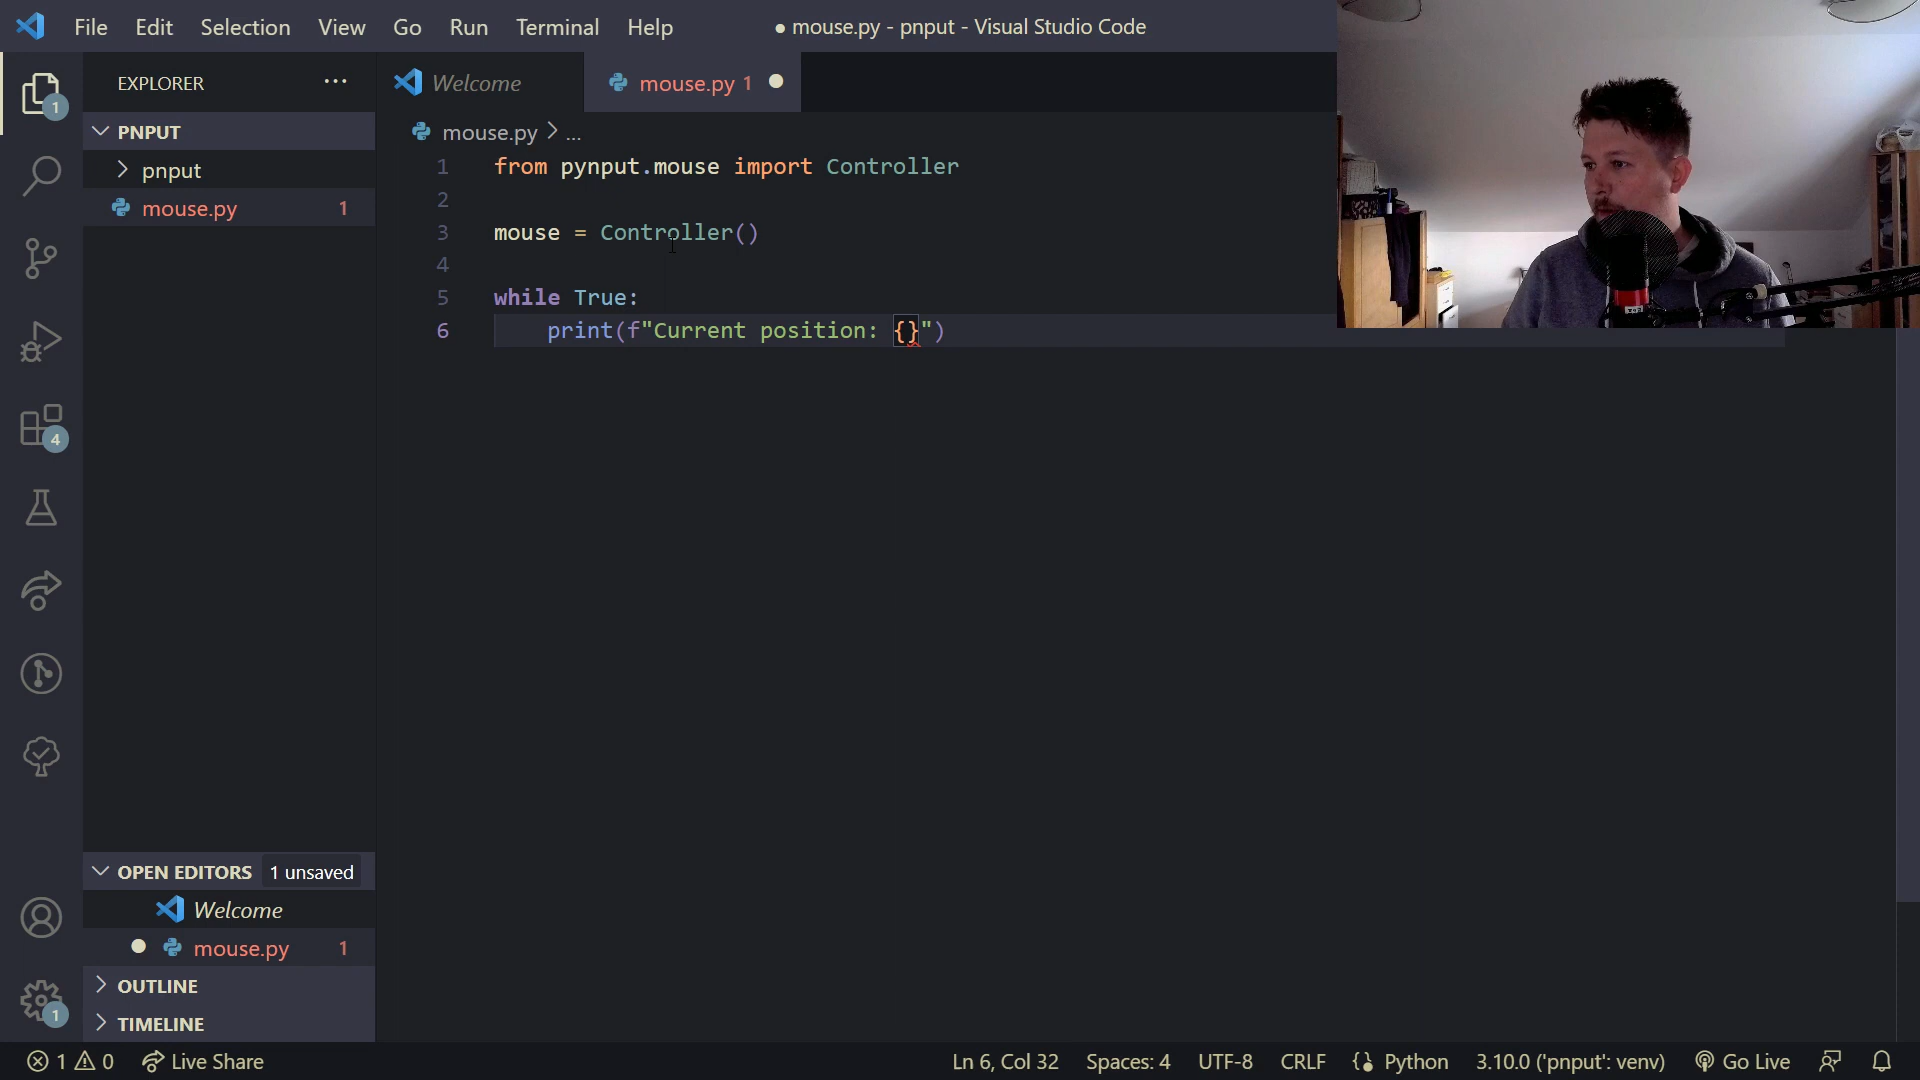 File Edit Selection View Go Run Terminal Help
● mouse.py - pnput - Visual Studio Code
EXPLORER ...
1
PNPUT
pnput
mouse.py 1
4
Welcome
mouse.py 1
mouse.py > ...
1 from pynput.mouse import Controller
2
3 mouse = Controller()
4
5 while True:
6 print(f"Current position: {}")
OPEN EDITORS 1 unsaved
Welcome
mouse.py 1
OUTLINE
1
TIMELINE
1 0 Live Share
Ln 6, Col 32 Spaces: 4 UTF-8 CRLF Python 3.10.0 ('pnput': venv) Go Live